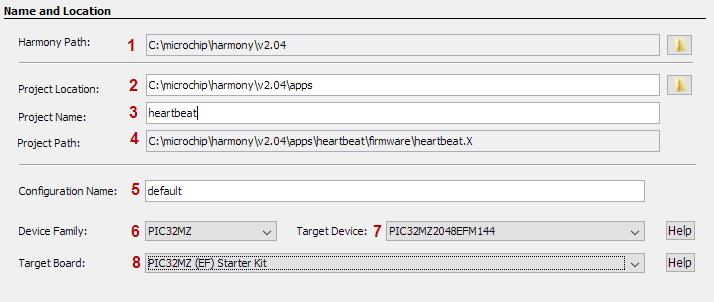 Name and Location
Harmony Path: 1 C:\microchip\harmony\v2.04
Project Location: 2 C:\microchip\harmony\v2.04\apps
Project Name: 3 heartbeat
Project Path: 4 C:\microchip\harmony\v2.04\apps\heartbeat\firmware\heartbeat.X
Configuration Name: 5 default
Device Family: 6 PIC32MZ Target Device: 7 PIC32MZ2048EFM144 Help
Target Board: 8 PIC32MZ (EF) Starter Kit Help